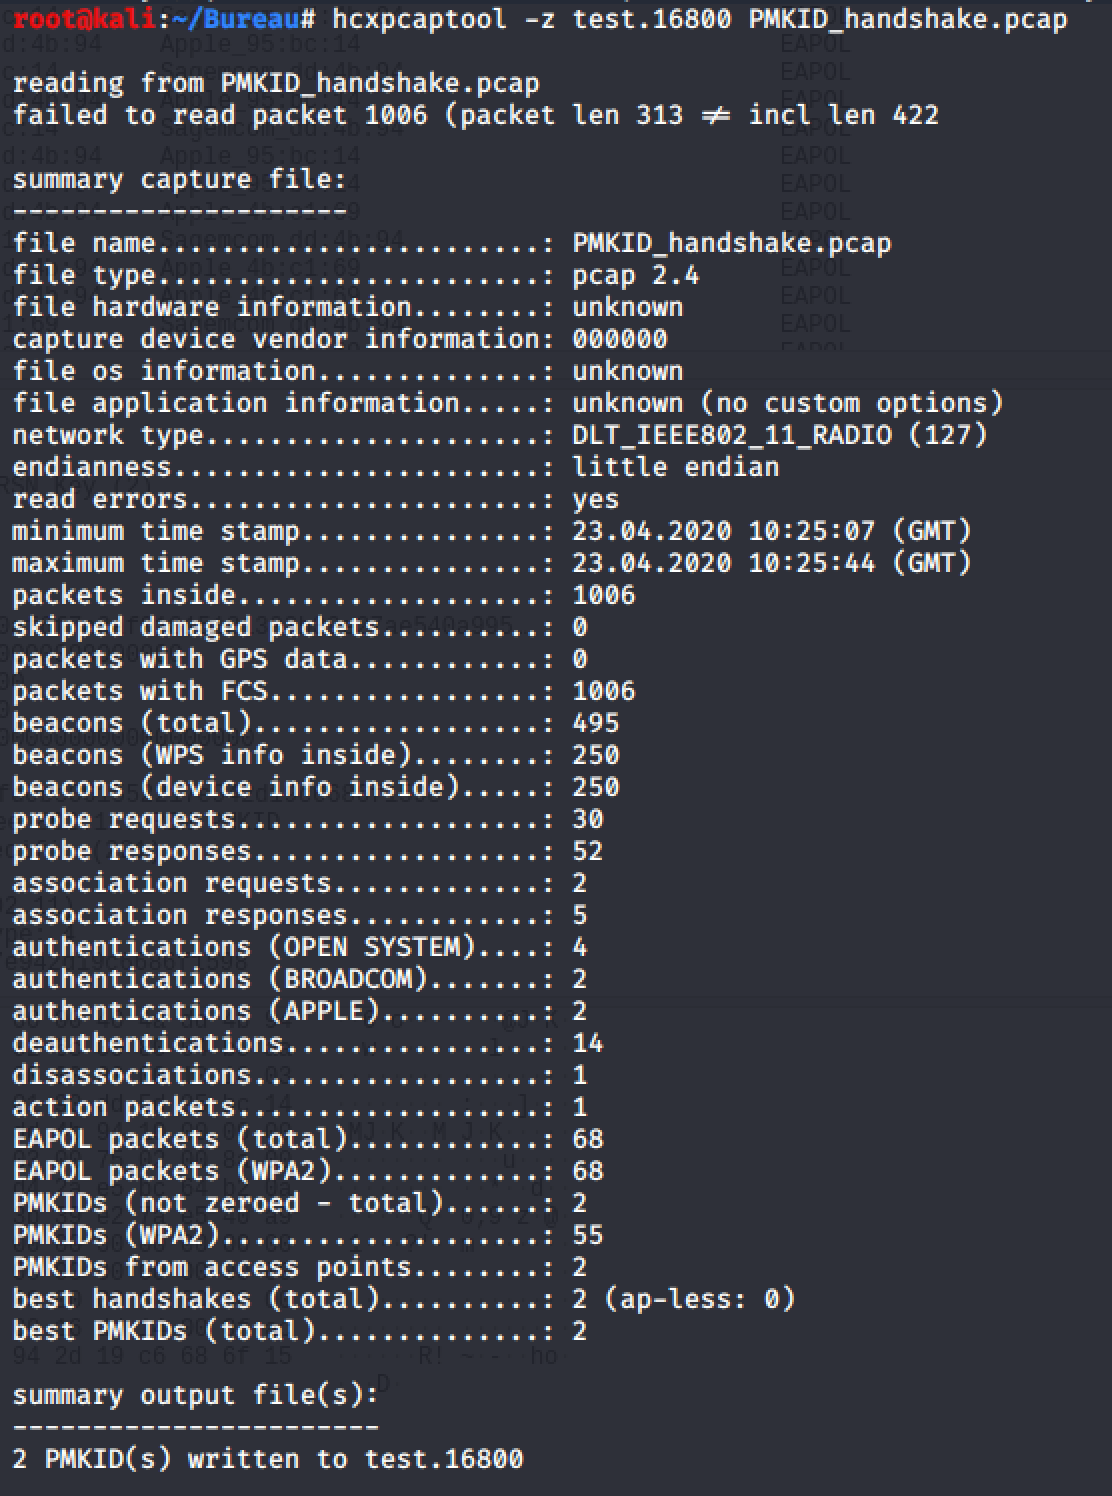 root@kali:~/Bureau# hcxpcaptool -z test.16800 PMKID_handshake.pcap
reading from PMKID_handshake.pcap
failed to read packet 1006 (packet len 313 ≠ incl len 422
summary capture file:
---------------------
file name........................: PMKID_handshake.pcap
file type........................: pcap 2.4
file hardware information........: unknown
capture device vendor information: 000000
file os information..............: unknown
file application information.....: unknown (no custom options)
network type.....................: DLT_IEEE802_11_RADIO (127)
endianness.......................: little endian
read errors......................: yes
minimum time stamp...............: 23.04.2020 10:25:07 (GMT)
maximum time stamp...............: 23.04.2020 10:25:44 (GMT)
packets inside...................: 1006
skipped damaged packets..........: 0
packets with GPS data............: 0
packets with FCS.................: 1006
beacons (total)..................: 495
beacons (WPS info inside)........: 250
beacons (device info inside).....: 250
probe requests...................: 30
probe responses..................: 52
association requests.............: 2
association responses............: 5
authentications (OPEN SYSTEM)....: 4
authentications (BROADCOM).......: 2
authentications (APPLE)..........: 2
deauthentications................: 14
disassociations..................: 1
action packets...................: 1
EAPOL packets (total)............: 68
EAPOL packets (WPA2).............: 68
PMKIDs (not zeroed - total)......: 2
PMKIDs (WPA2)....................: 55
PMKIDs from access points........: 2
best handshakes (total)..........: 2 (ap-less: 0)
best PMKIDs (total)..............: 2
summary output file(s):
-----------------------
2 PMKID(s) written to test.16800